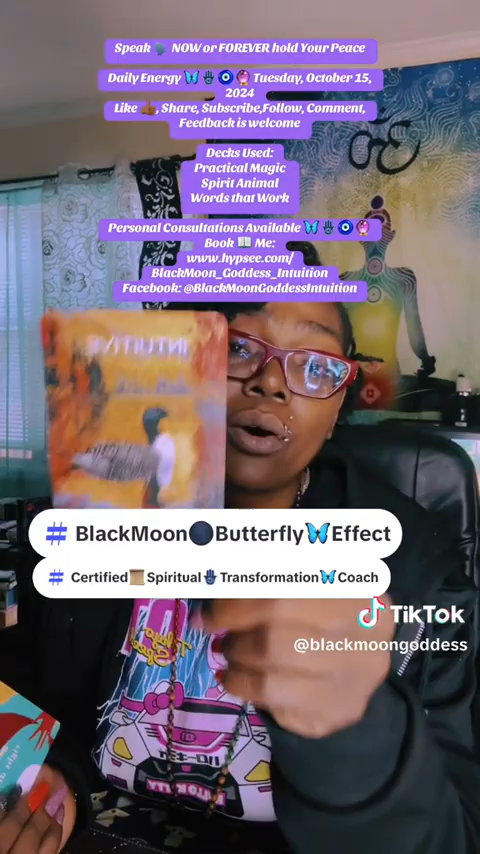 Speak 🗣️ NOW or FOREVER hold Your Peace
Daily Energy 🦋🪬🧿🔮 Tuesday, October 15,
2024
Like 👍🏾, Share, Subscribe,Follow, Comment,
Feedback is welcome
Decks Used:
Practical Magic
Spirit Animal
Words that Work
Personal Consultations Available 🦋🪬🧿🔮
Book 📖 Me:
www.hypsee.com/
BlackMoon_Goddess_Intuition
Facebook: @BlackMoonGoddessIntuition
INTUITIVE
# BlackMoon🌑Butterfly🦋Effect
# Certified📜Spiritual🪬Transformation🦋Coach
TikTok
@blackmoongoddess